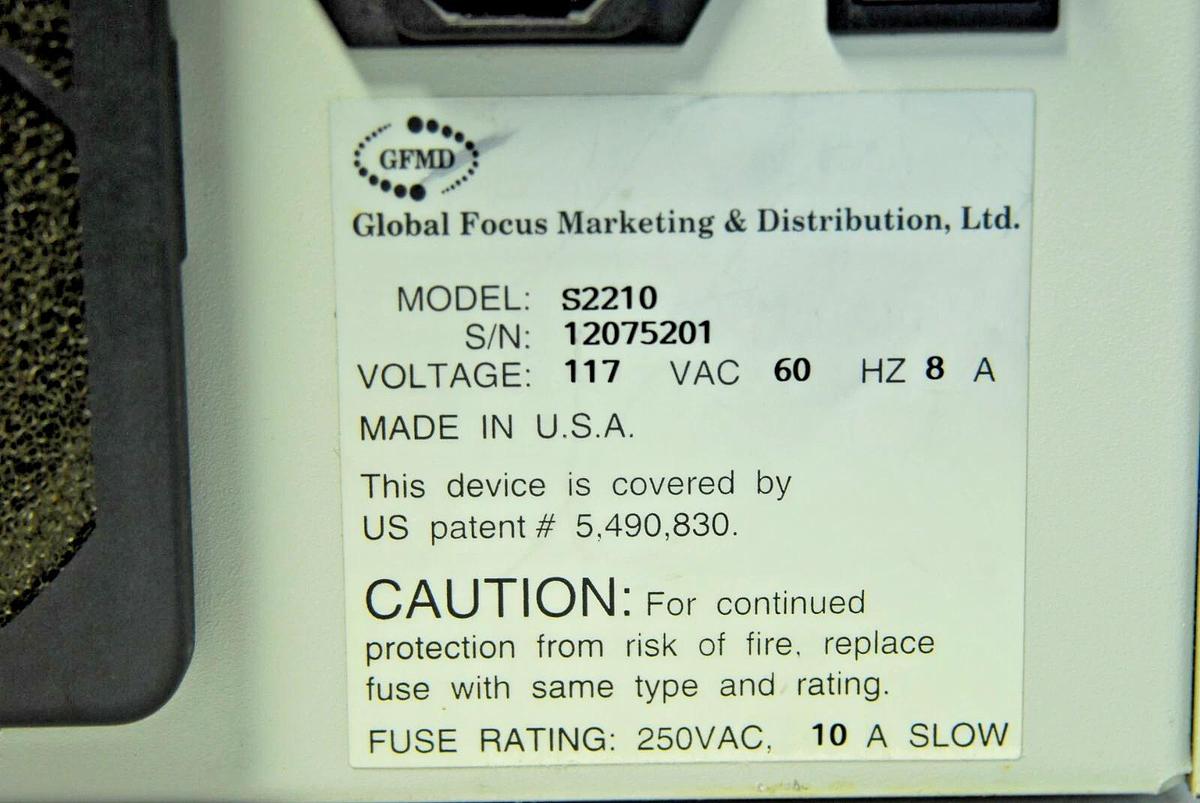 GFMD
Global Focus Marketing & Distribution, Ltd.
MODEL: S2210
S/N: 12075201
VOLTAGE: 117 VAC 60 HZ 8 A
MADE IN U.S.A.
This device is covered by
US patent # 5,490,830.
CAUTION: For continued
protection from risk of fire, replace
fuse with same type and rating.
FUSE RATING: 250VAC, 10 A SLOW